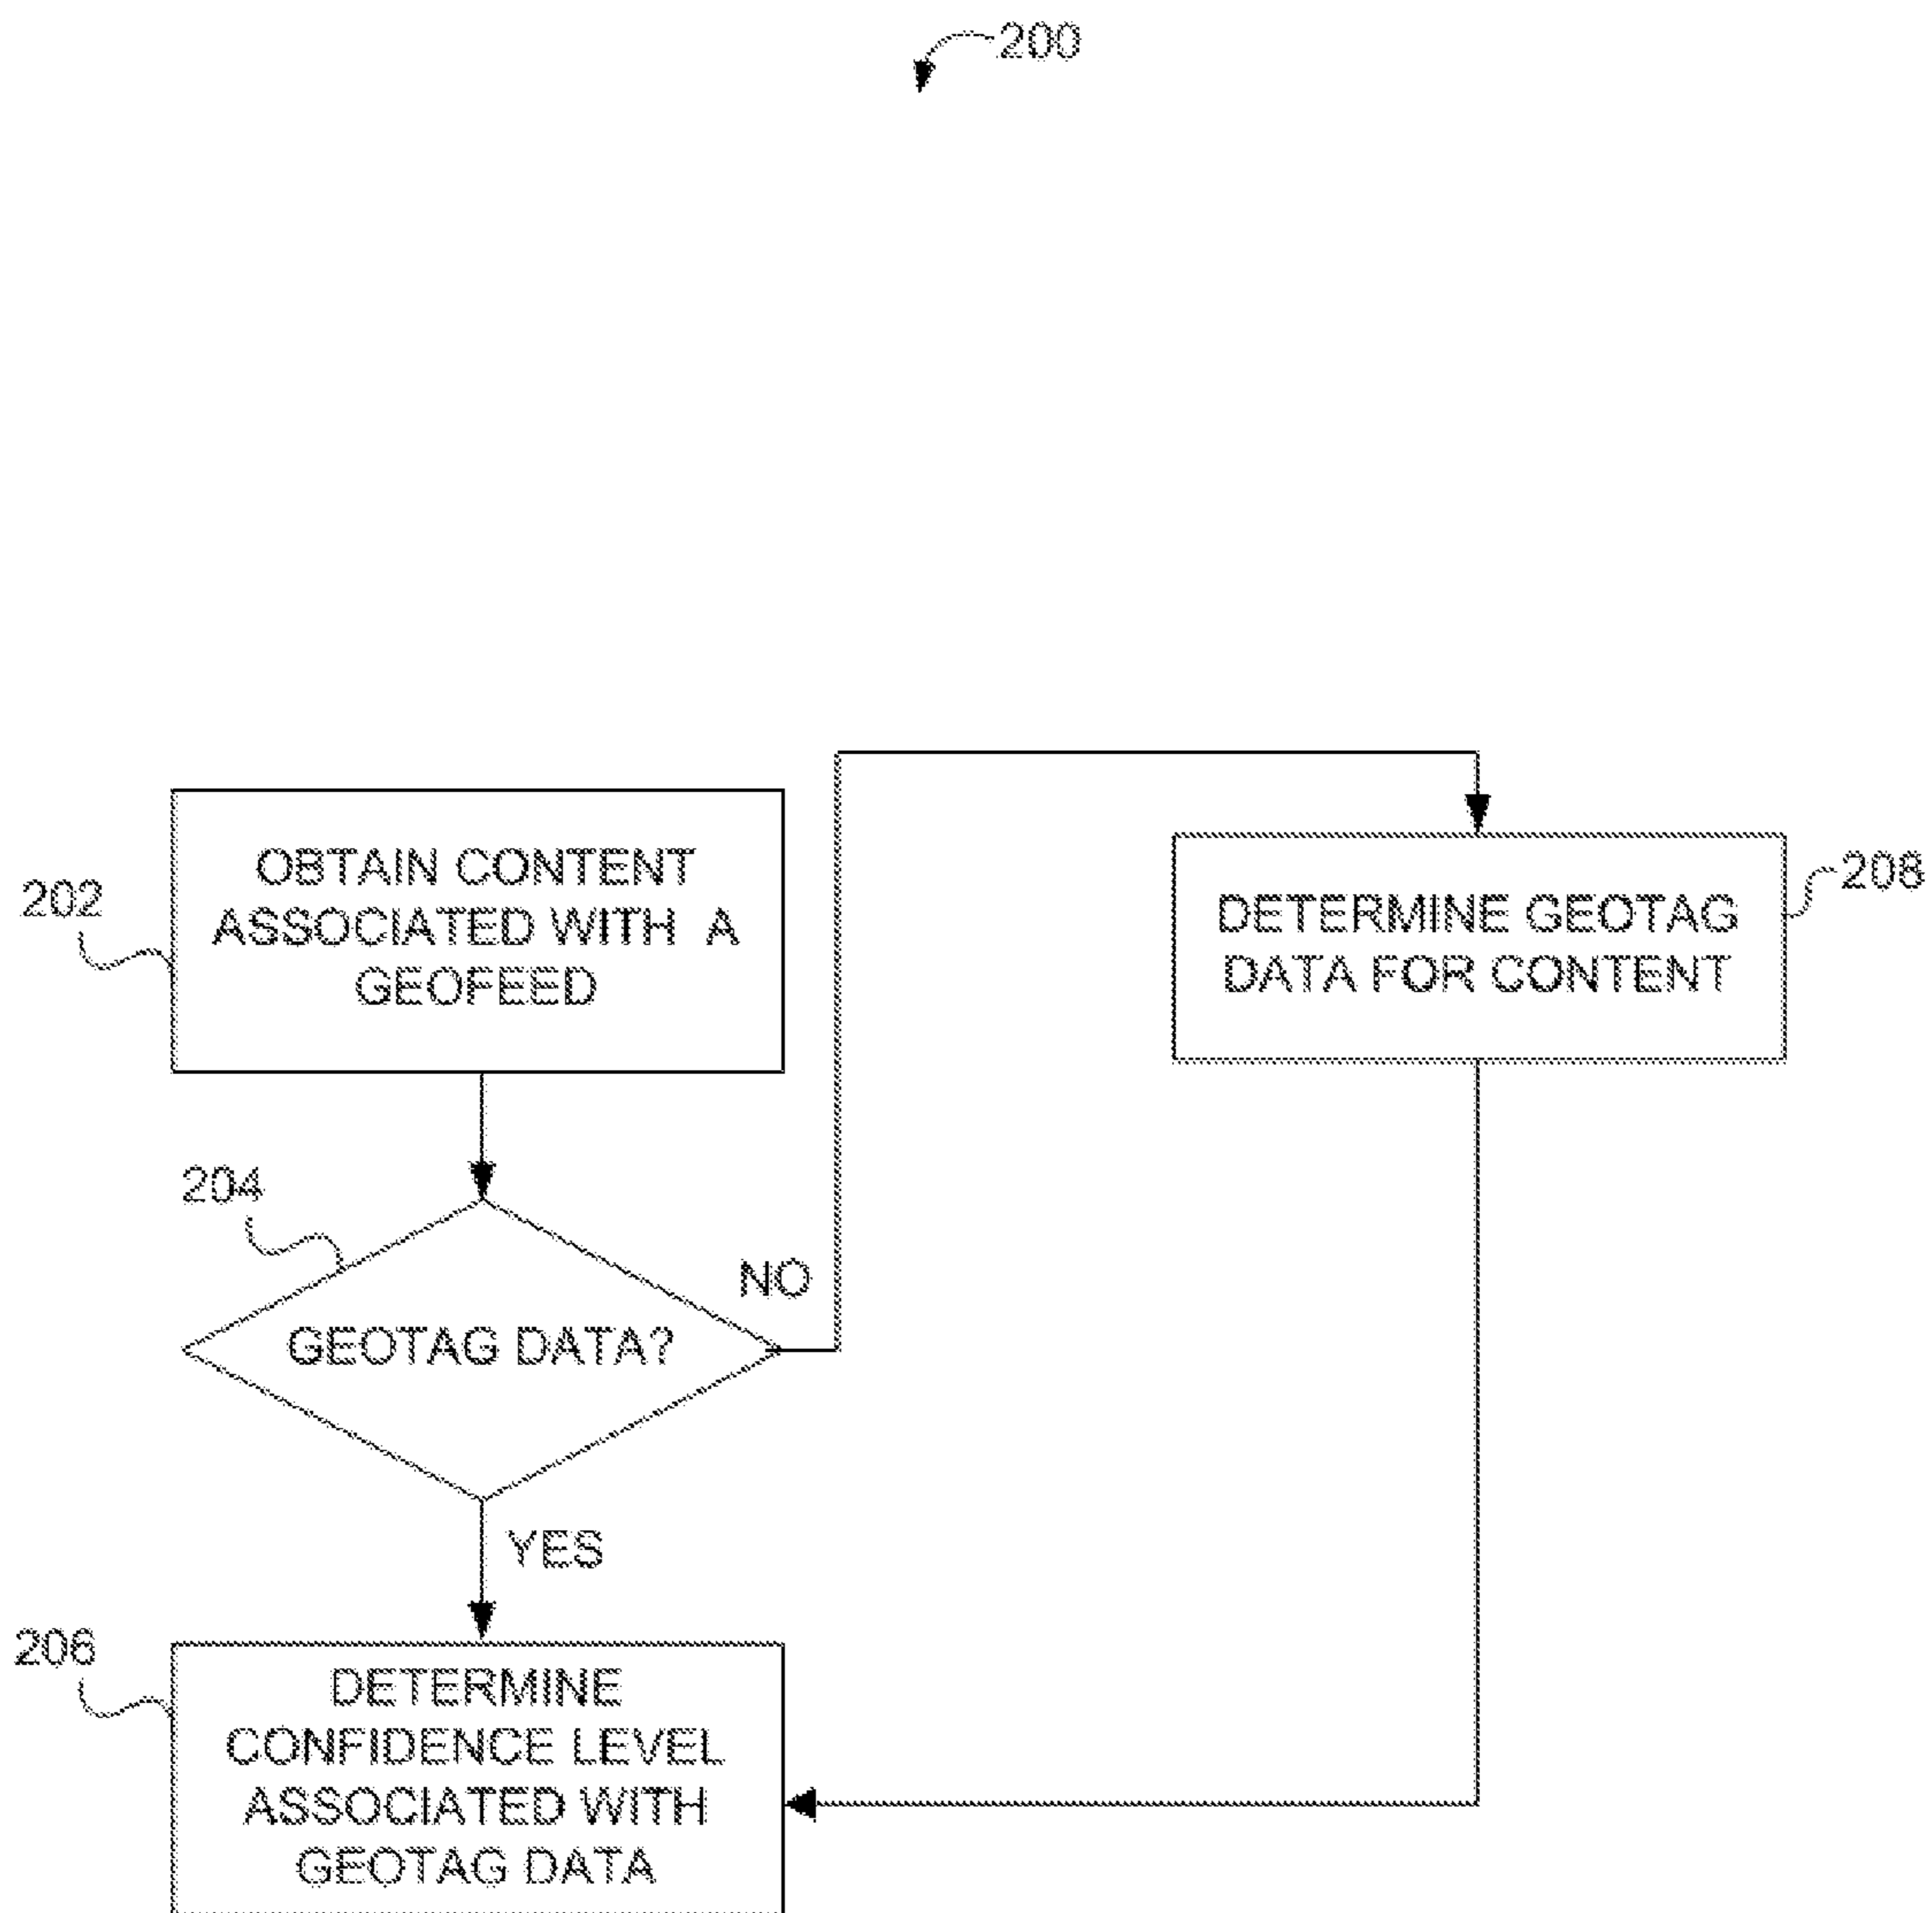 200
OBTAIN CONTENT
ASSOCIATED WITH A
GEOFEED
202
204
GEOTAG DATA?
NO
YES
206
DETERMINE
CONFIDENCE LEVEL
ASSOCIATED WITH
GEOTAG DATA
DETERMINE GEOTAG
DATA FOR CONTENT
208